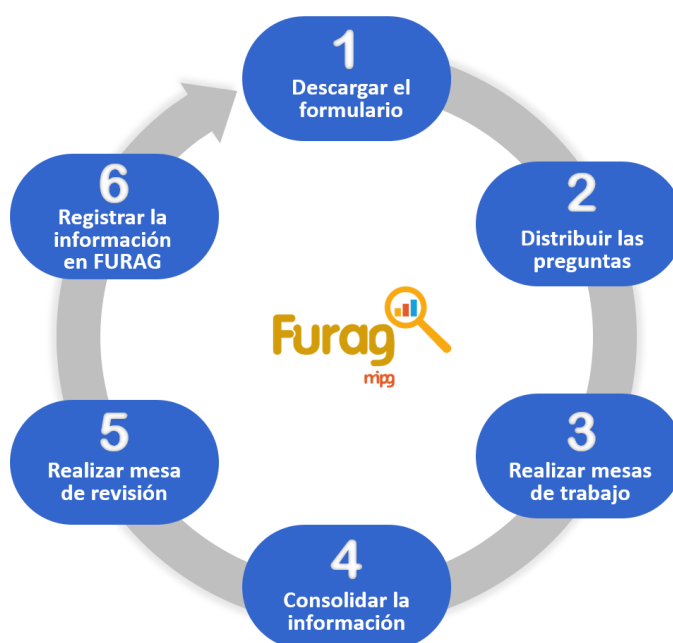 1
Descargar el
formulario
2
Distribuir las
preguntas
3
Realizar mesas
de trabajo
4
Consolidar la
información
5
Realizar mesa
de revisión
6
Registrar la
información
en FURAG
Furag
mipg